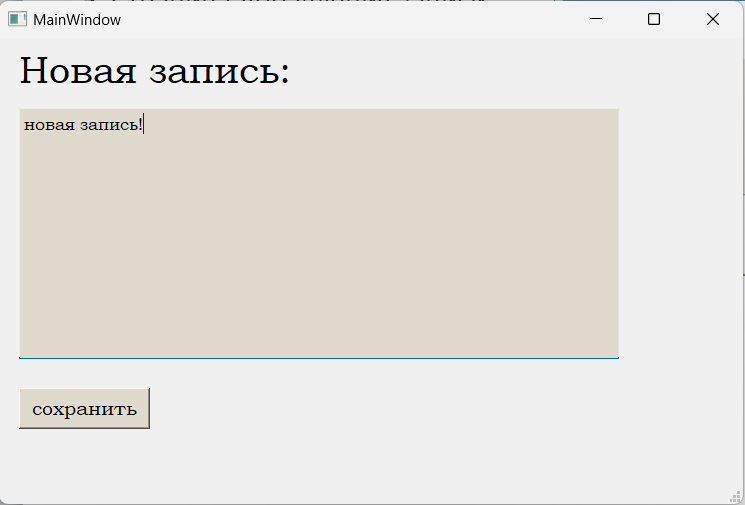 MainWindow
Новая запись:
новая запись!
сохранить